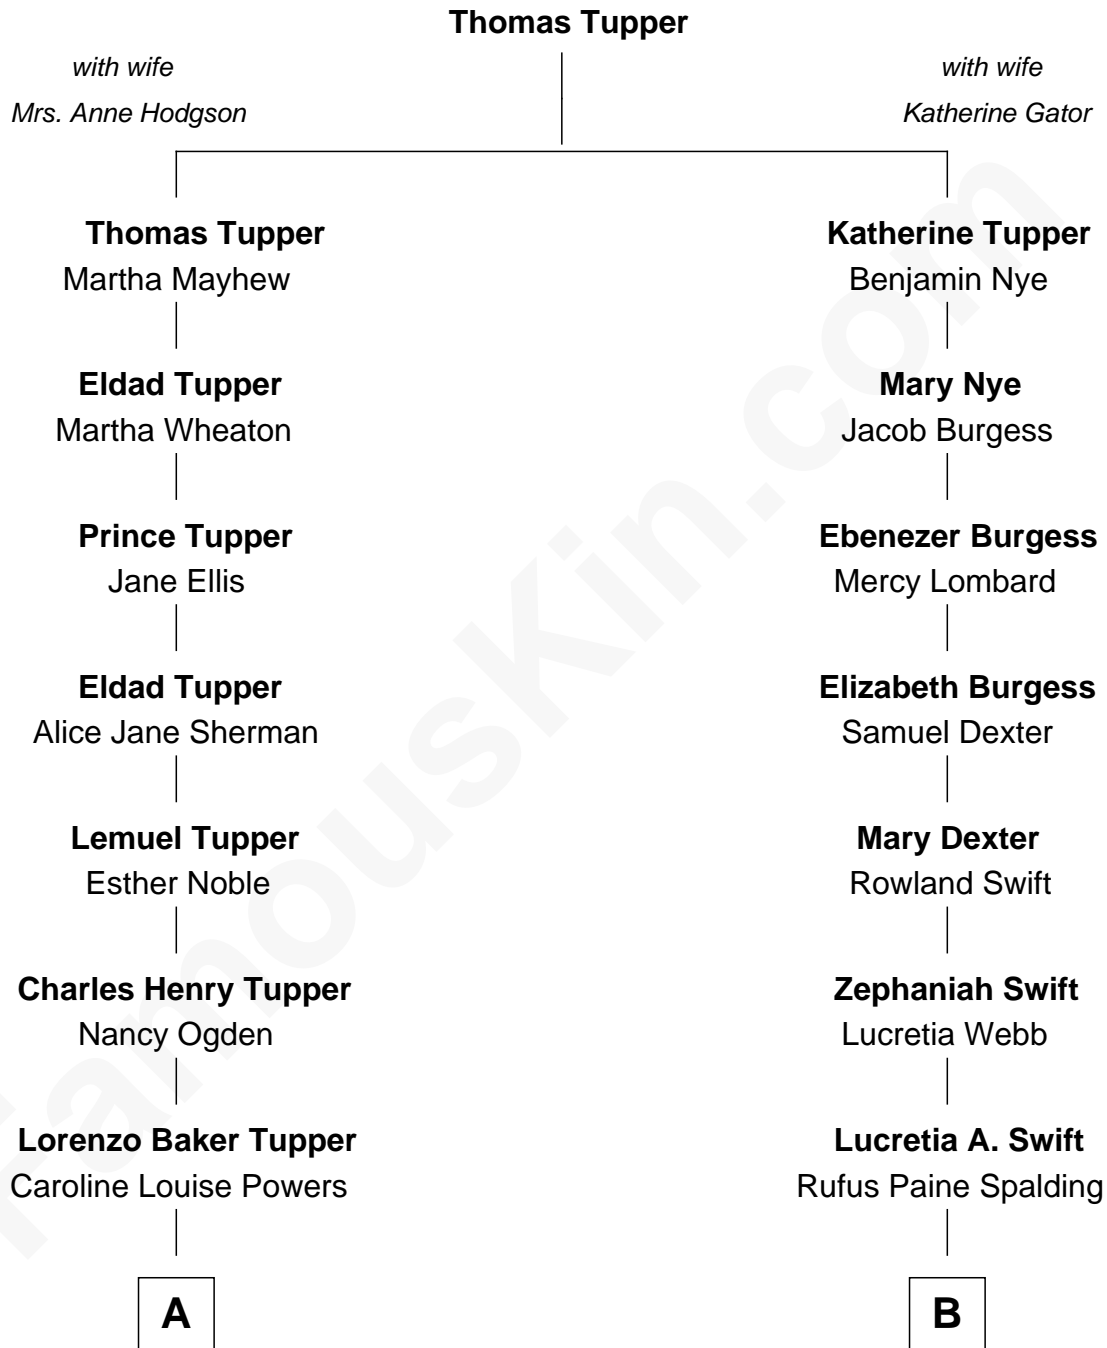 Thomas Tupper
with wife
Mrs. Anne Hodgson
with wife
Katherine Gator
Thomas Tupper
Martha Mayhew
Katherine Tupper
Benjamin Nye
Eldad Tupper
Martha Wheaton
Mary Nye
Jacob Burgess
Prince Tupper
Jane Ellis
Ebenezer Burgess
Mercy Lombard
Eldad Tupper
Alice Jane Sherman
Elizabeth Burgess
Samuel Dexter
Lemuel Tupper
Esther Noble
Mary Dexter
Rowland Swift
Charles Henry Tupper
Nancy Ogden
Zephaniah Swift
Lucretia Webb
Lorenzo Baker Tupper
Caroline Louise Powers
Lucretia A. Swift
Rufus Paine Spalding
A
B
FamousKin.com